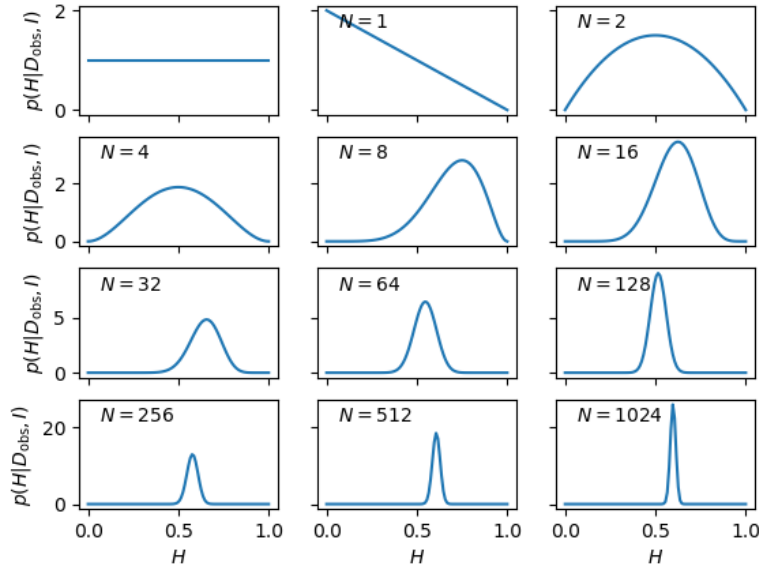 p(H|D_obs, I)
2
0
N = 1
N = 2
p(H|D_obs, I)
2
0
N = 4
N = 8
N = 16
p(H|D_obs, I)
5
0
N = 32
N = 64
N = 128
p(H|D_obs, I)
20
0
N = 256
N = 512
N = 1024
0.0 0.5 1.0 0.0 0.5 1.0 0.0 0.5 1.0
H H H